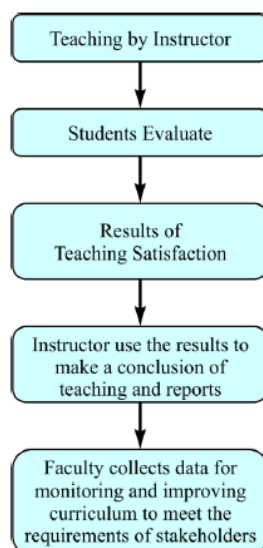 Teaching by Instructor
Students Evaluate
Results of
Teaching Satisfaction
Instructor use the results to
make a conclusion of
teaching and reports
Faculty collects data for
monitoring and improving
curriculum to meet the
requirements of stakeholders